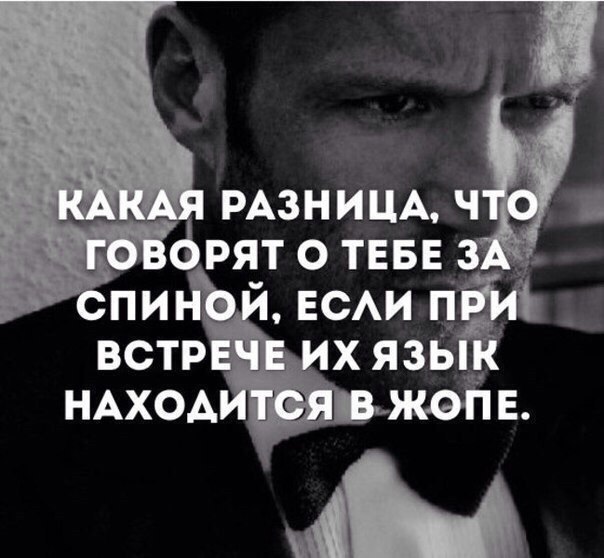 КАКАЯ РАЗНИЦА, ЧТО
ГОВОРЯТ О ТЕБЕ ЗА
СПИНОЙ, ЕСЛИ ПРИ
ВСТРЕЧЕ ИХ ЯЗЫК
НАХОДИТСЯ В ЖОПЕ.